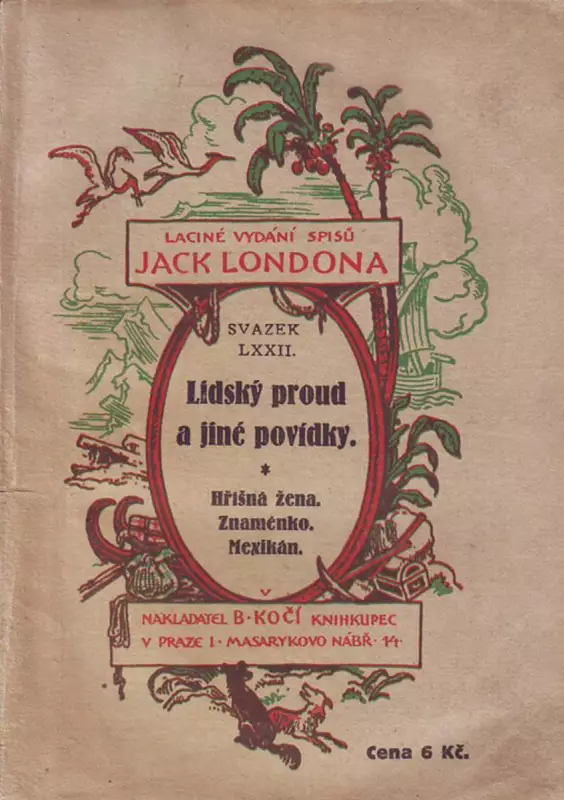 LACINÉ VYDÁNÍ SPISŮ
JACK LONDONA
SVAZEK
LXXII.
Lidský proud
a jiné povídky.
*
Hříšná žena.
Znaménko.
Mexikán.
V
NAKLADATEL B·KOČÍ KNIHKUPEC
V PRAZE I · MASARYKOVO NÁBŘ · 14 ·
Cena 6 Kč.